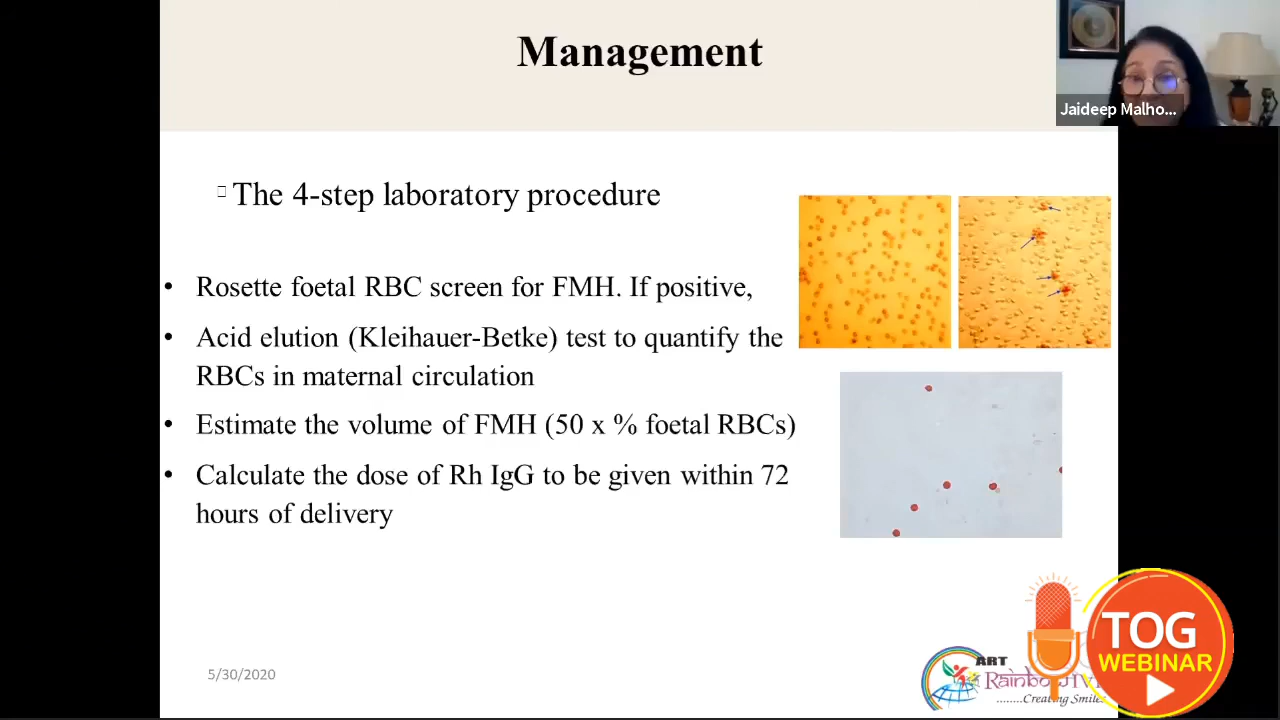 Management
Jaideep Malho...
The 4-step laboratory procedure
• Rosette foetal RBC screen for FMH. If positive,
• Acid elution (Kleihauer-Betke) test to quantify the
RBCs in maternal circulation
• Estimate the volume of FMH (50 x % foetal RBCs)
• Calculate the dose of Rh IgG to be given within 72
hours of delivery
5/30/2020
ART
Rainbow IVF
........Creating Smiles
TOG
WEBINAR